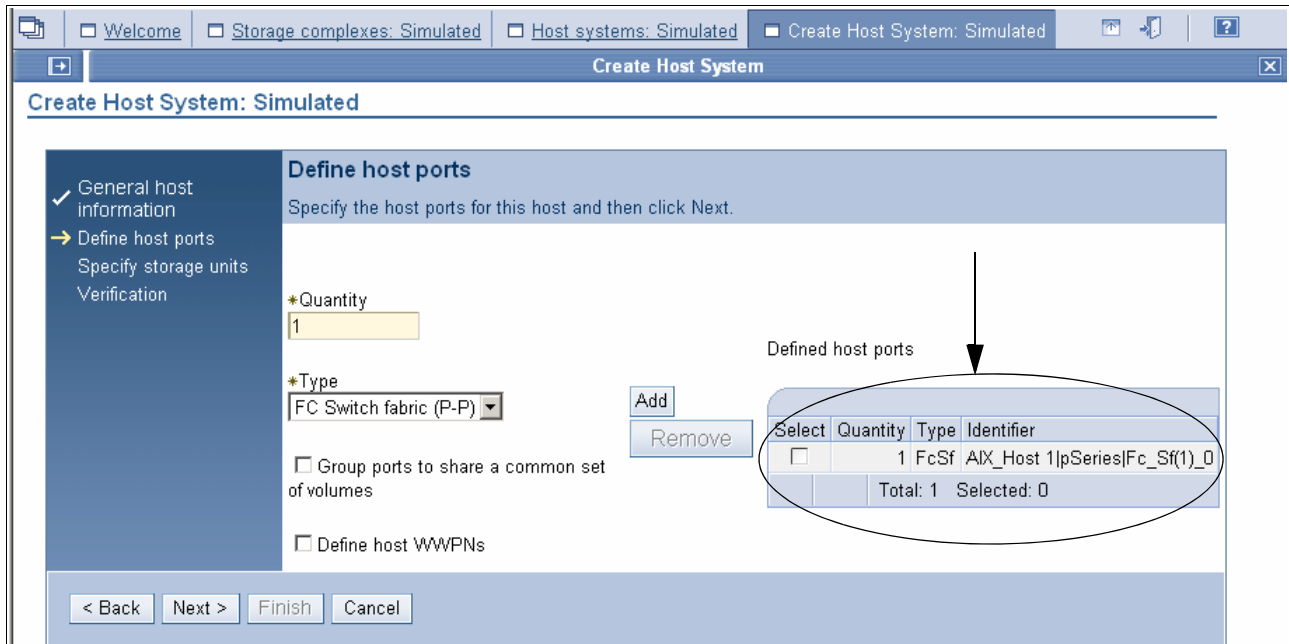 Welcome Storage complexes: Simulated Host systems: Simulated Create Host System: Simulated ?
Create Host System
Create Host System: Simulated
General host
information
Define host ports
Specify storage units
Verification
Define host ports
Specify the host ports for this host and then click Next.
*Quantity
1
*Type
FC Switch fabric (P-P)
Group ports to share a common set
of volumes
Define host WWPNs
Add
Remove
Defined host ports
Select Quantity Type Identifier
1 FcSf AIX_Host 1|pSeries|Fc_Sf(1)_0
Total: 1 Selected: 0
< Back Next > Finish Cancel